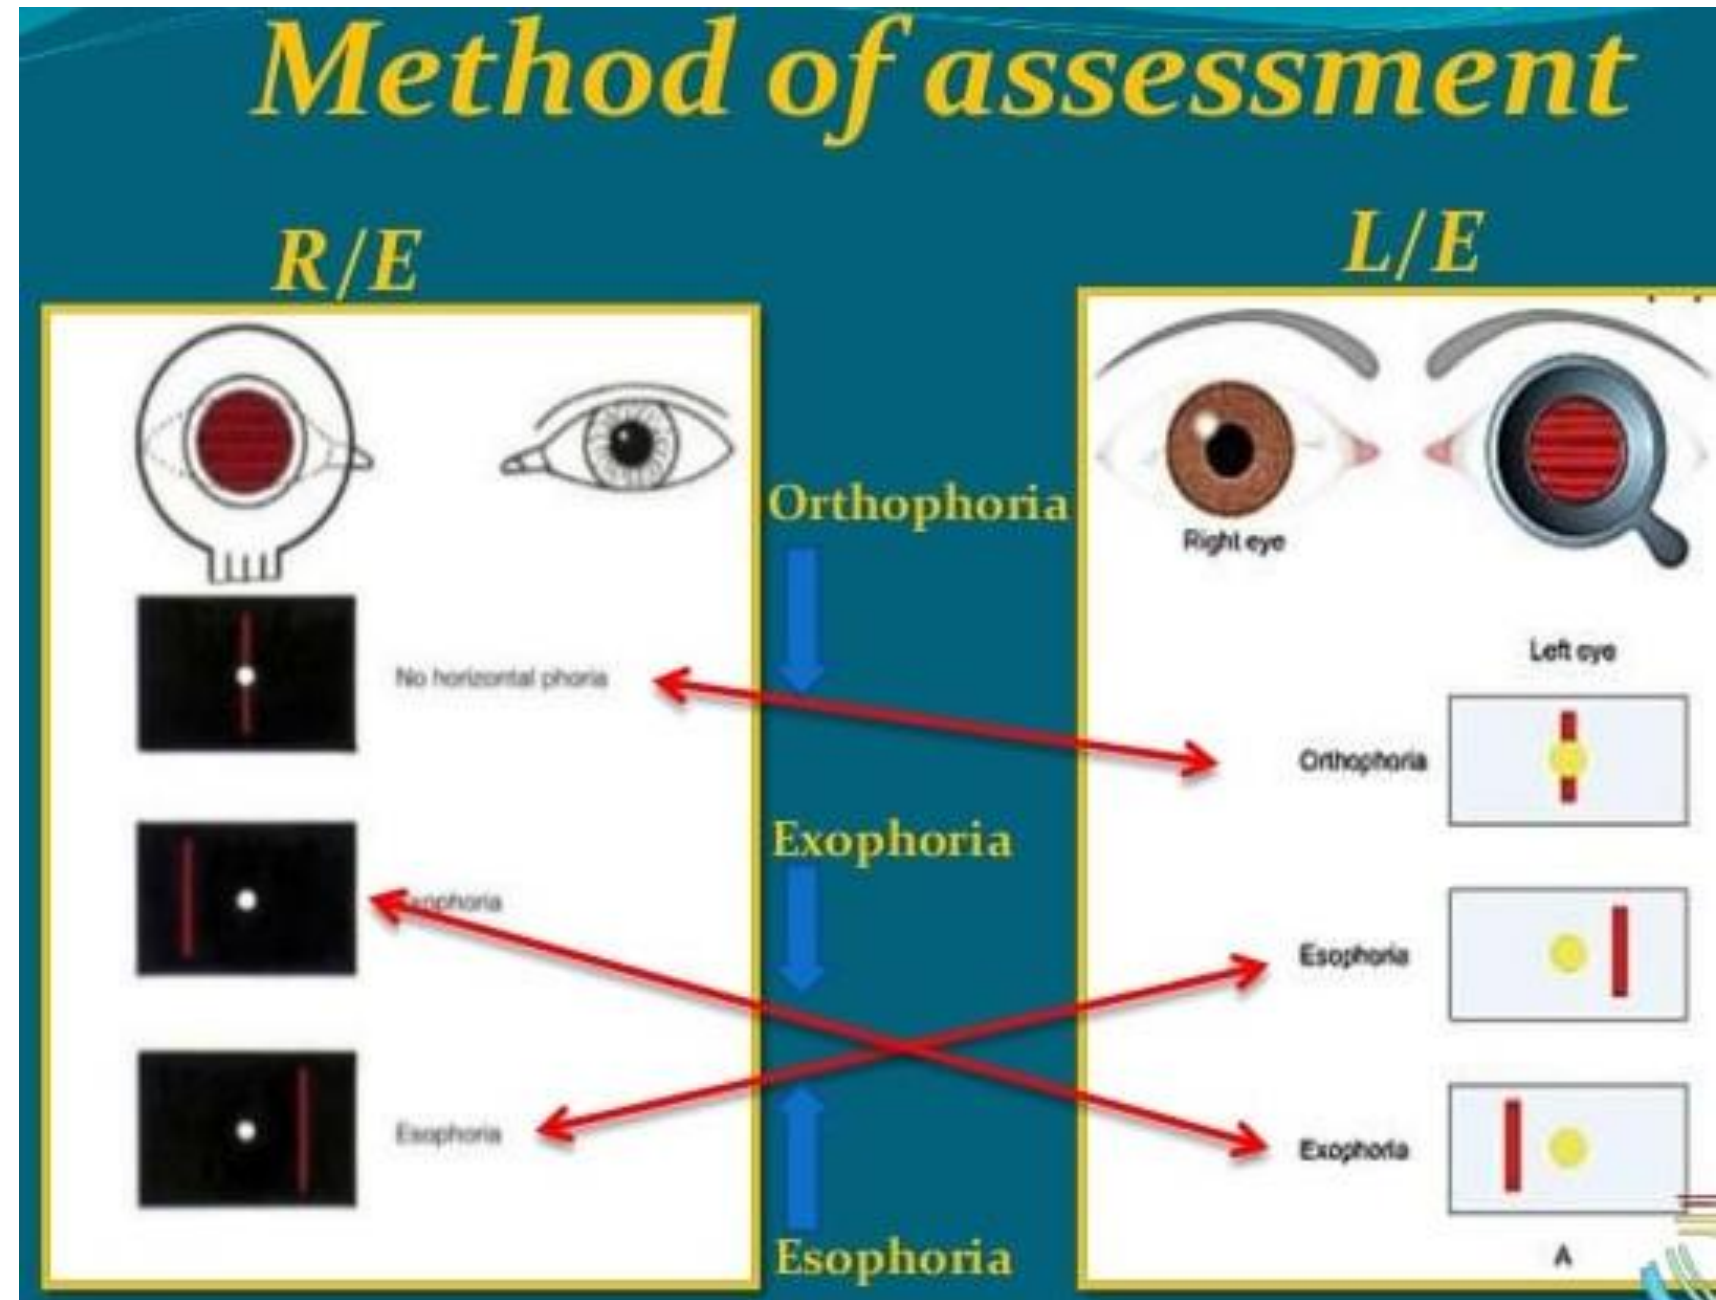 Method of assessment
R/E
L/E
Right eye
Orthophoria
Left eye
No horizontal phoria
Orthophoria
Exophoria
Esophoria
Esophoria
Exophoria
Esophoria
A